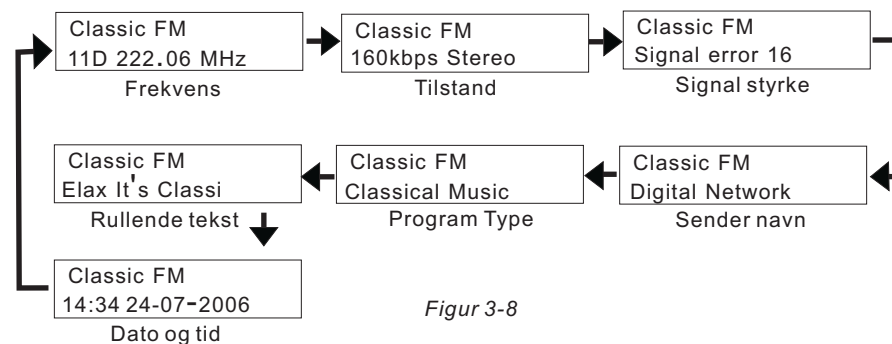 Classic FM
11D 222.06 MHz
Frekvens
Classic FM
160kbps Stereo
Tilstand
Classic FM
Signal error 16
Signal styrke
Classic FM
Digital Network
Sender navn
Classic FM
Classical Music
Program Type
Classic FM
Elax It's Classi
Rullende tekst
Classic FM
14:34 24-07-2006
Dato og tid
Figur 3-8